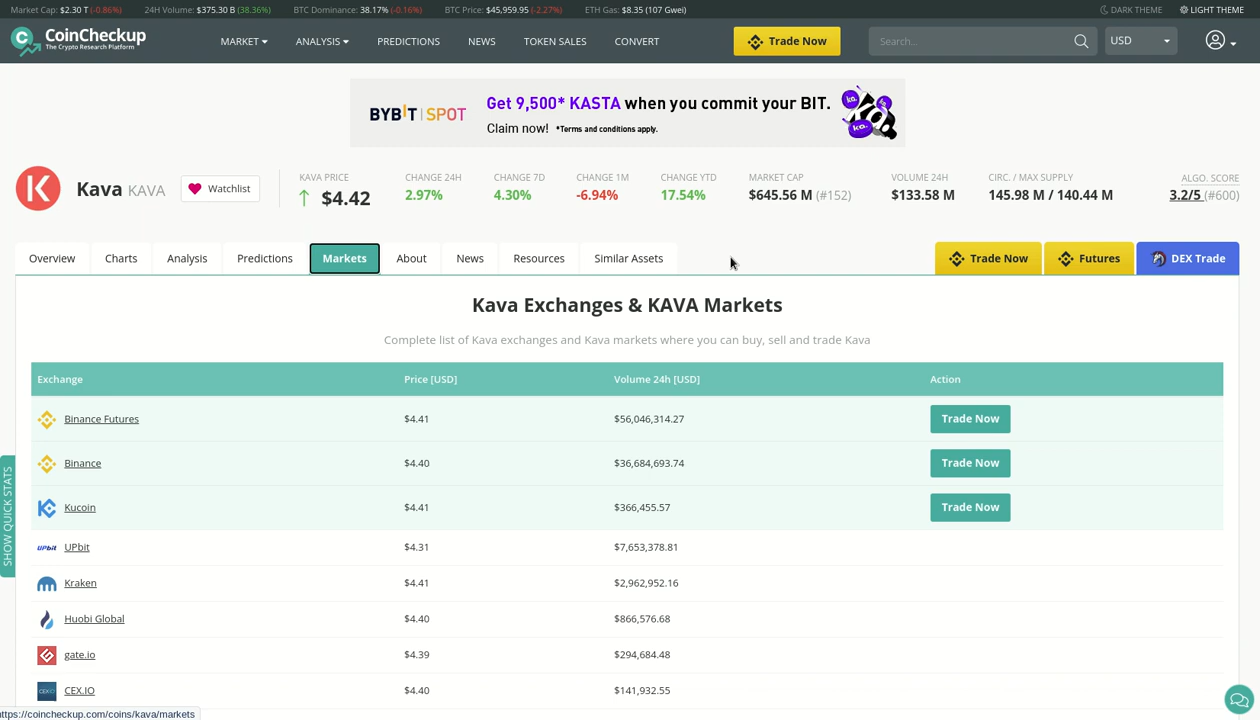 Market Cap: $2.30 T (-0.86%) 24H Volume: $375.30 B (38.36%) BTC Dominance: 38.17% (-0.16%) BTC Price: $45,959.95 (-2.27%) ETH Gas: $8.35 (107 Gwei) DARK THEME LIGHT THEME
CoinCheckup
The Crypto Research Platform
MARKET ANALYSIS PREDICTIONS NEWS TOKEN SALES CONVERT Trade Now Search... USD
BYBIT | SPOT
Get 9,500* KASTA when you commit your BIT.
Claim now! *Terms and conditions apply.
ka.
ka.
ka.
Kava KAVA Watchlist
KAVA PRICE CHANGE 24H CHANGE 7D CHANGE 1M CHANGE YTD MARKET CAP VOLUME 24H CIRC. / MAX SUPPLY ALGO. SCORE
$4.42 2.97% 4.30% -6.94% 17.54% $645.56 M (#152) $133.58 M 145.98 M / 140.44 M 3.2/5 (#600)
Overview Charts Analysis Predictions Markets About News Resources Similar Assets Trade Now Futures DEX Trade
Kava Exchanges & KAVA Markets
Complete list of Kava exchanges and Kava markets where you can buy, sell and trade Kava
Exchange Price [USD] Volume 24h [USD] Action
Binance Futures $4.41 $56,046,314.27 Trade Now
Binance $4.40 $36,684,693.74 Trade Now
Kucoin $4.41 $366,455.57 Trade Now
UPbit UPbit $4.31 $7,653,378.81
Kraken $4.41 $2,962,952.16
Huobi Global $4.40 $866,576.68
gate.io $4.39 $294,684.48
CEX.IO CEX.IO $4.40 $141,932.55
SHOW QUICK STATS
ttps://coincheckup.com/coins/kava/markets